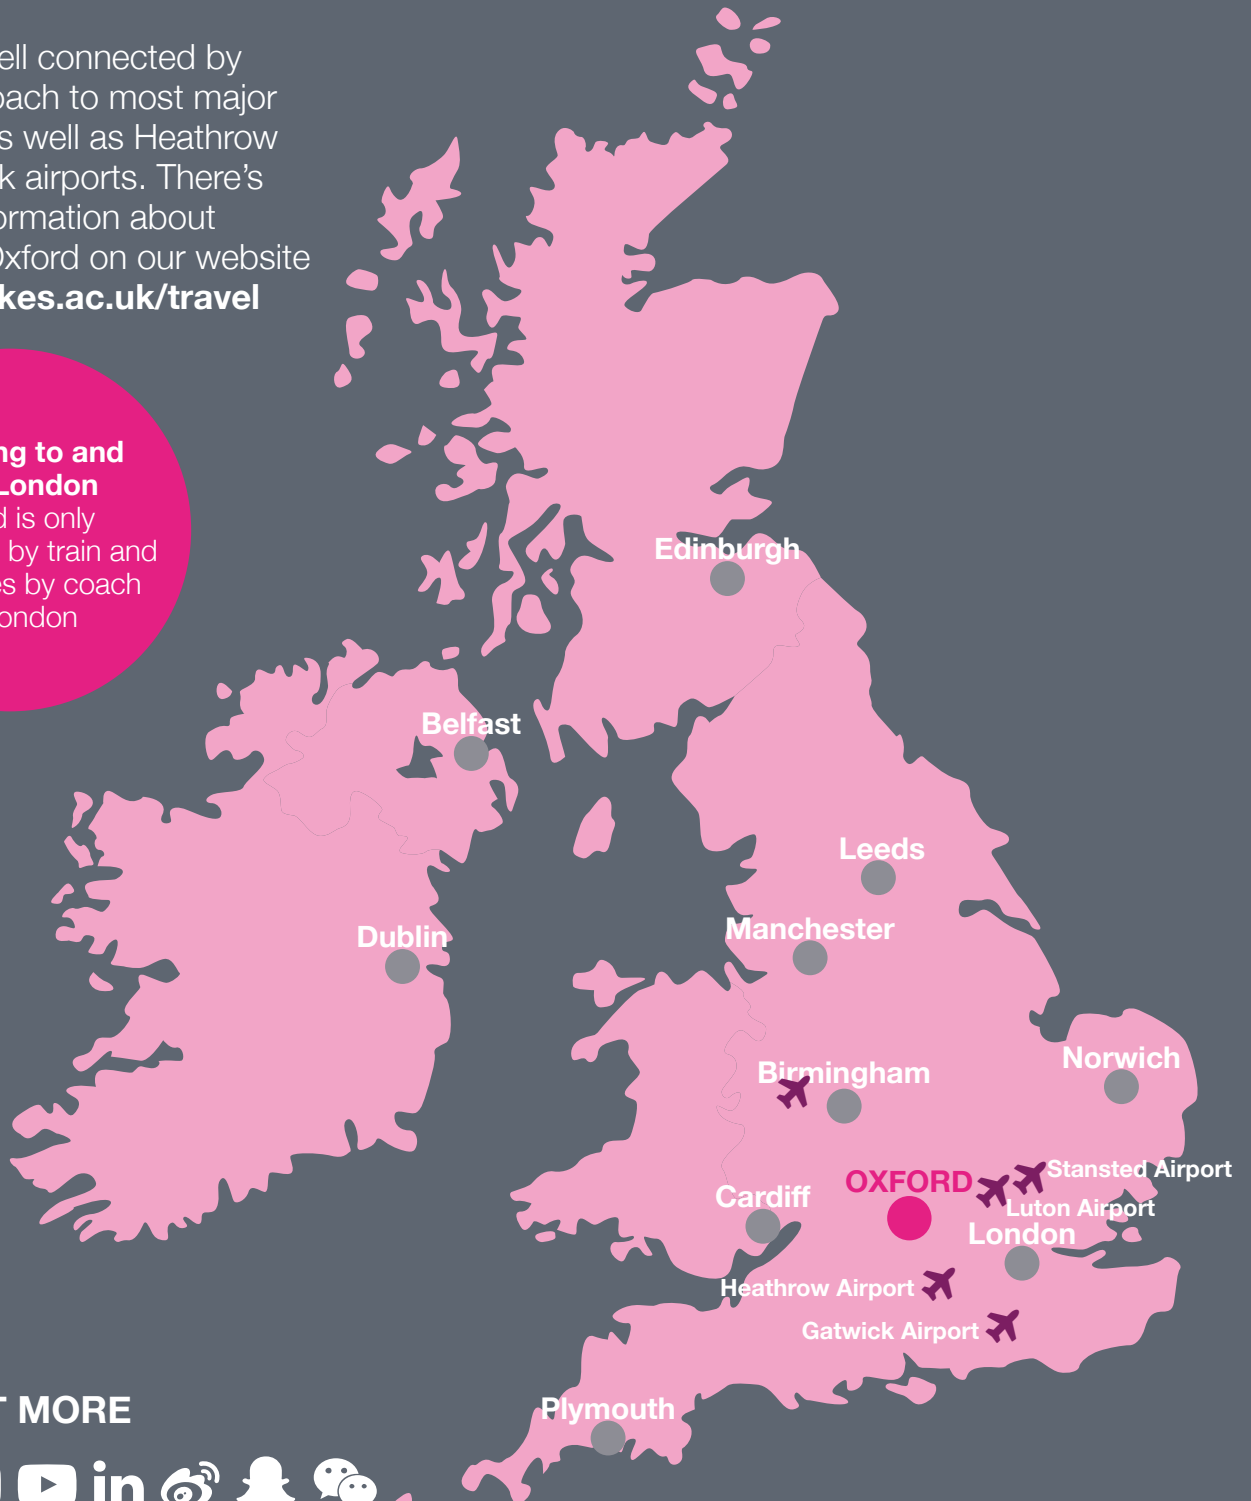 ell connected by
oach to most major
s well as Heathrow
k airports. There’s
ormation about
Oxford on our website
kes.ac.uk/travel
ng to and
London
d is only
by train and
es by coach
ondon
Edinburgh
Belfast
Leeds
Manchester
Dublin
Norwich
Birmingham
Stansted Airport
OXFORD
Cardiff
Luton Airport
London
Heathrow Airport
Gatwick Airport
T MORE
Plymouth
in